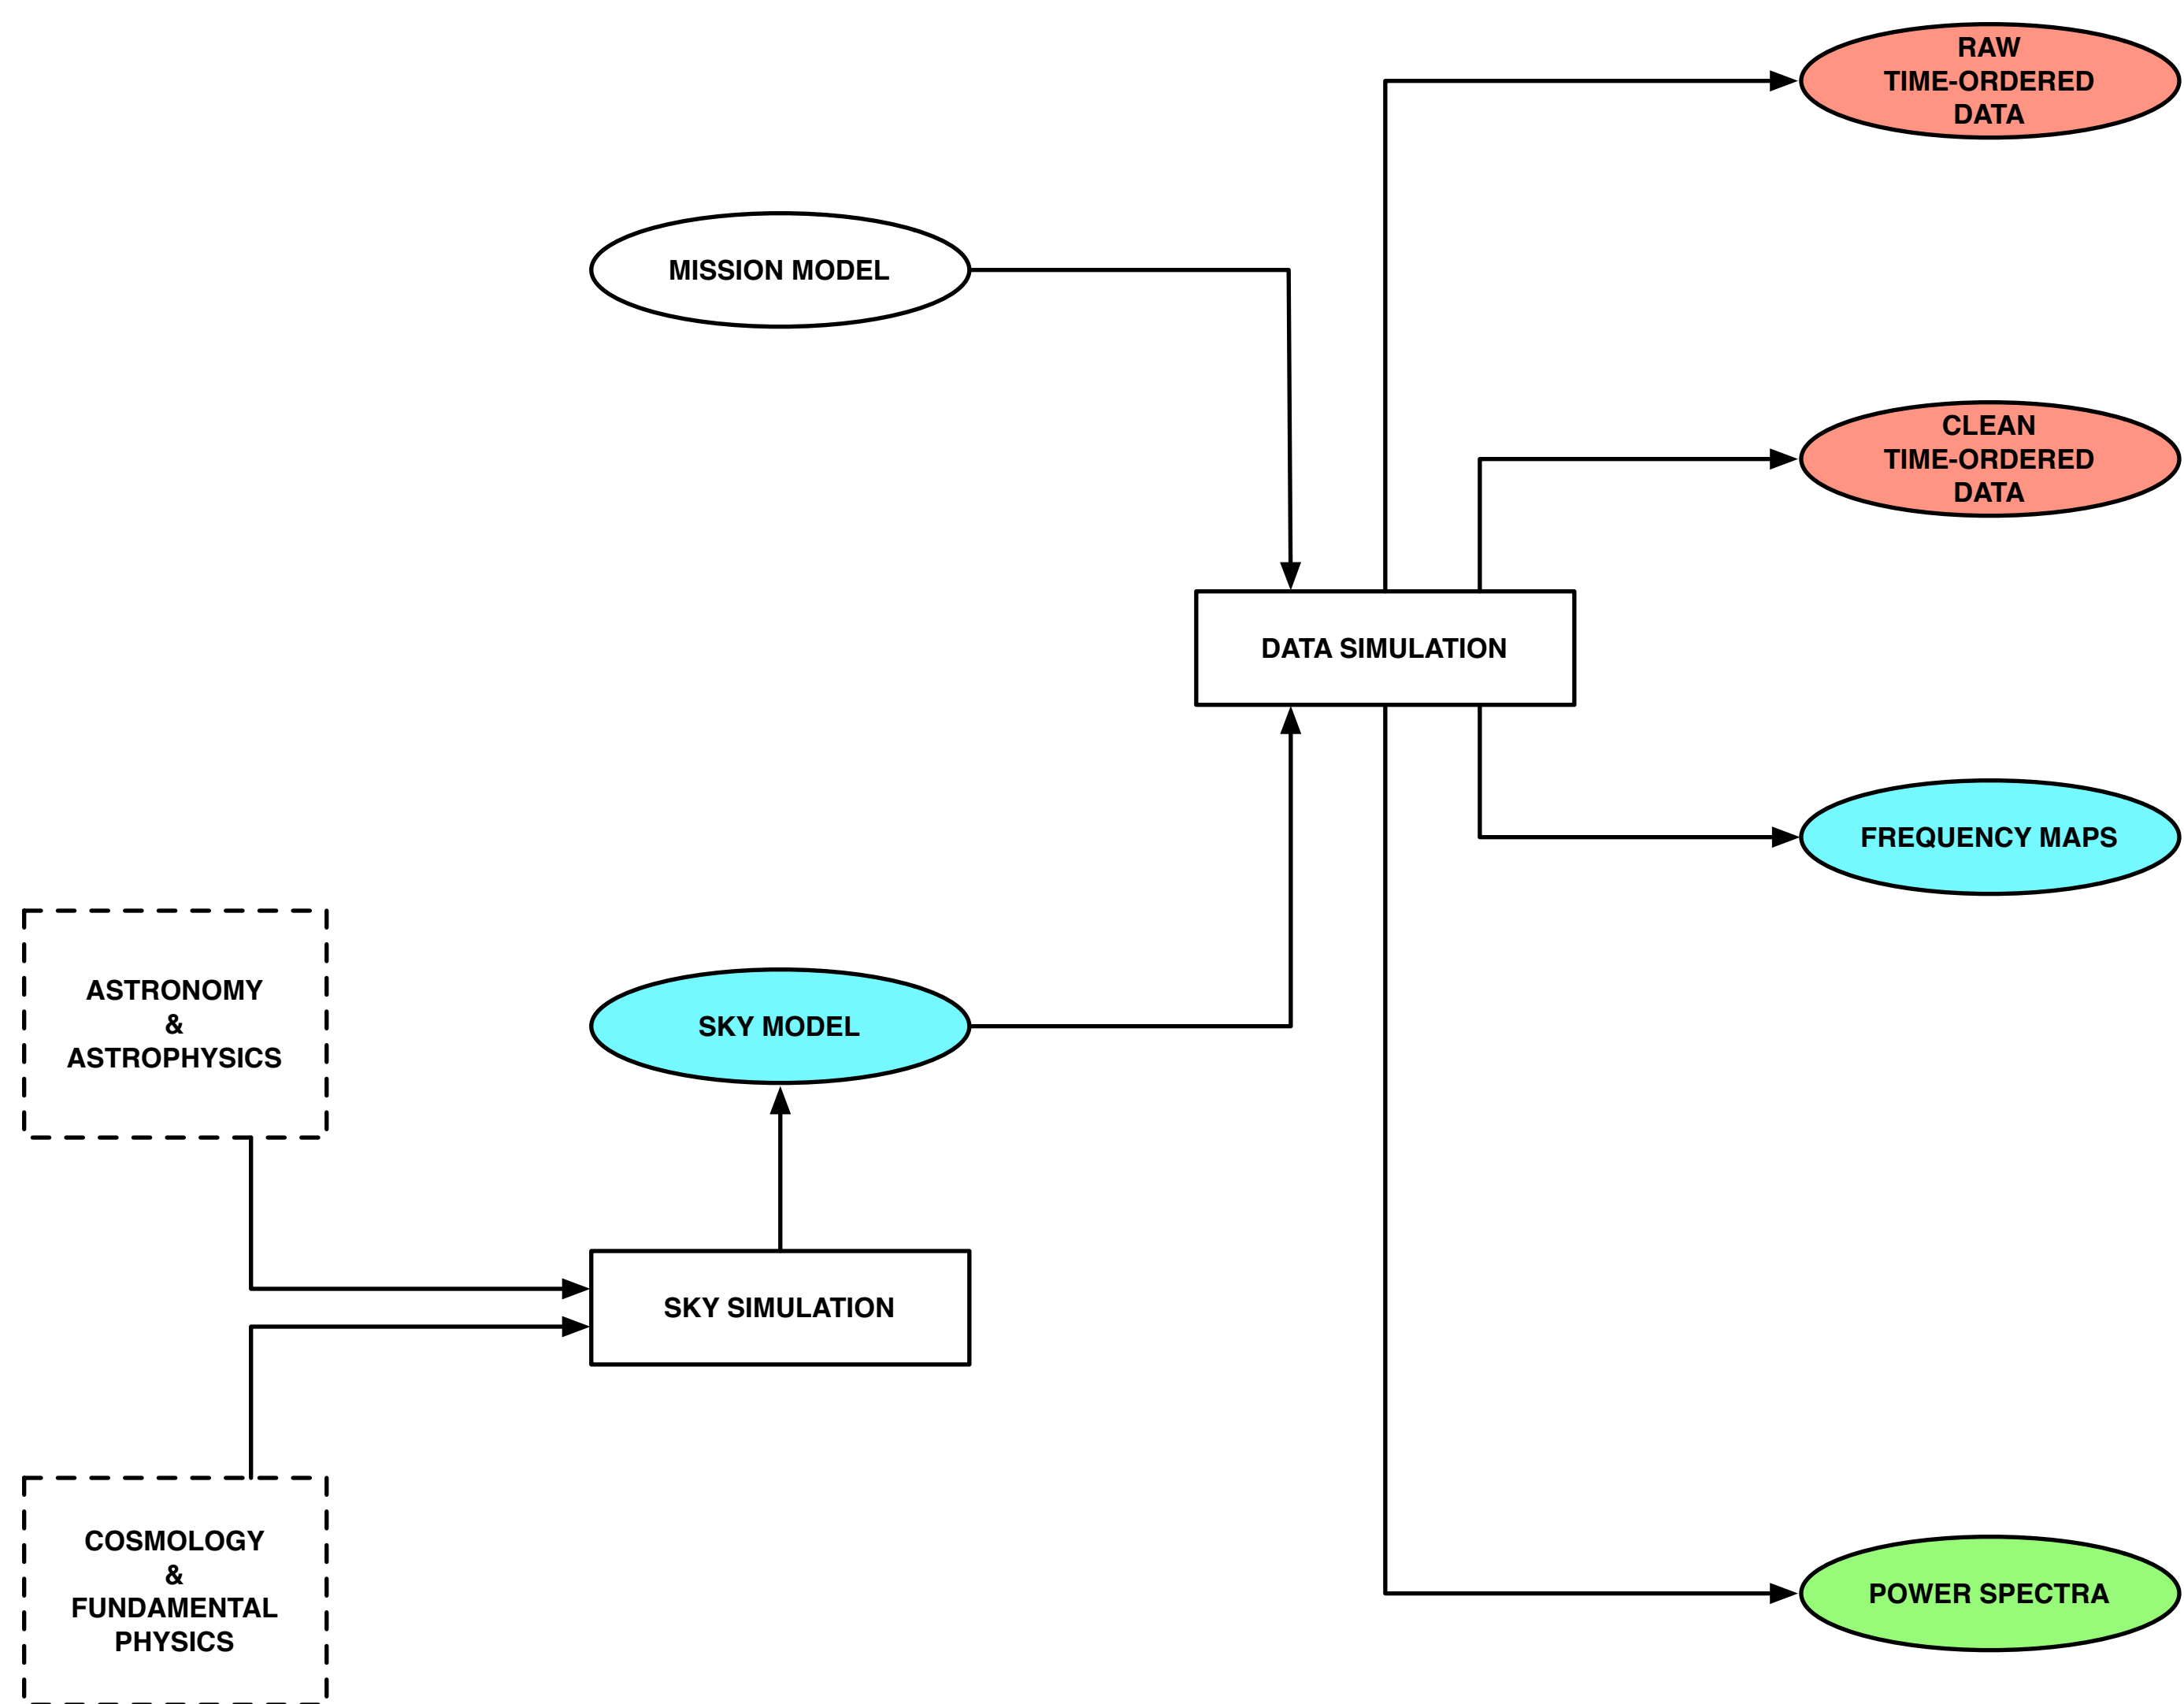 RAW
TIME-ORDERED
DATA
MISSION MODEL
CLEAN
TIME-ORDERED
DATA
DATA SIMULATION
FREQUENCY MAPS
ASTRONOMY
&
ASTROPHYSICS
SKY MODEL
SKY SIMULATION
COSMOLOGY
&
FUNDAMENTAL
PHYSICS
POWER SPECTRA